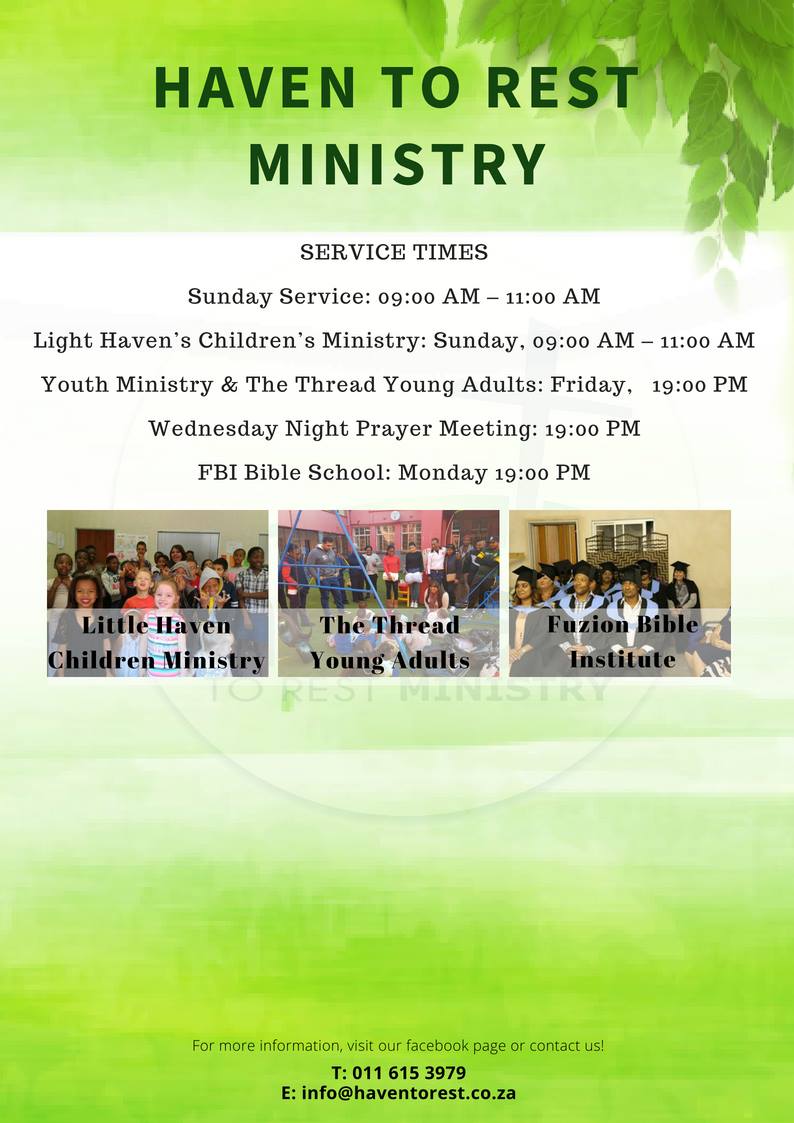 HAVEN TO REST
MINISTRY
SERVICE TIMES
Sunday Service: 09:00 AM – 11:00 AM
Light Haven’s Children’s Ministry: Sunday, 09:00 AM – 11:00 AM
Youth Ministry & The Thread Young Adults: Friday, 19:00 PM
Wednesday Night Prayer Meeting: 19:00 PM
FBI Bible School: Monday 19:00 PM
Little Haven
Children Ministry
The Thread
Young Adults
Fuzion Bible
Institute
TO REST MINISTRY
For more information, visit our facebook page or contact us!
T: 011 615 3979
E: info@haventorest.co.za